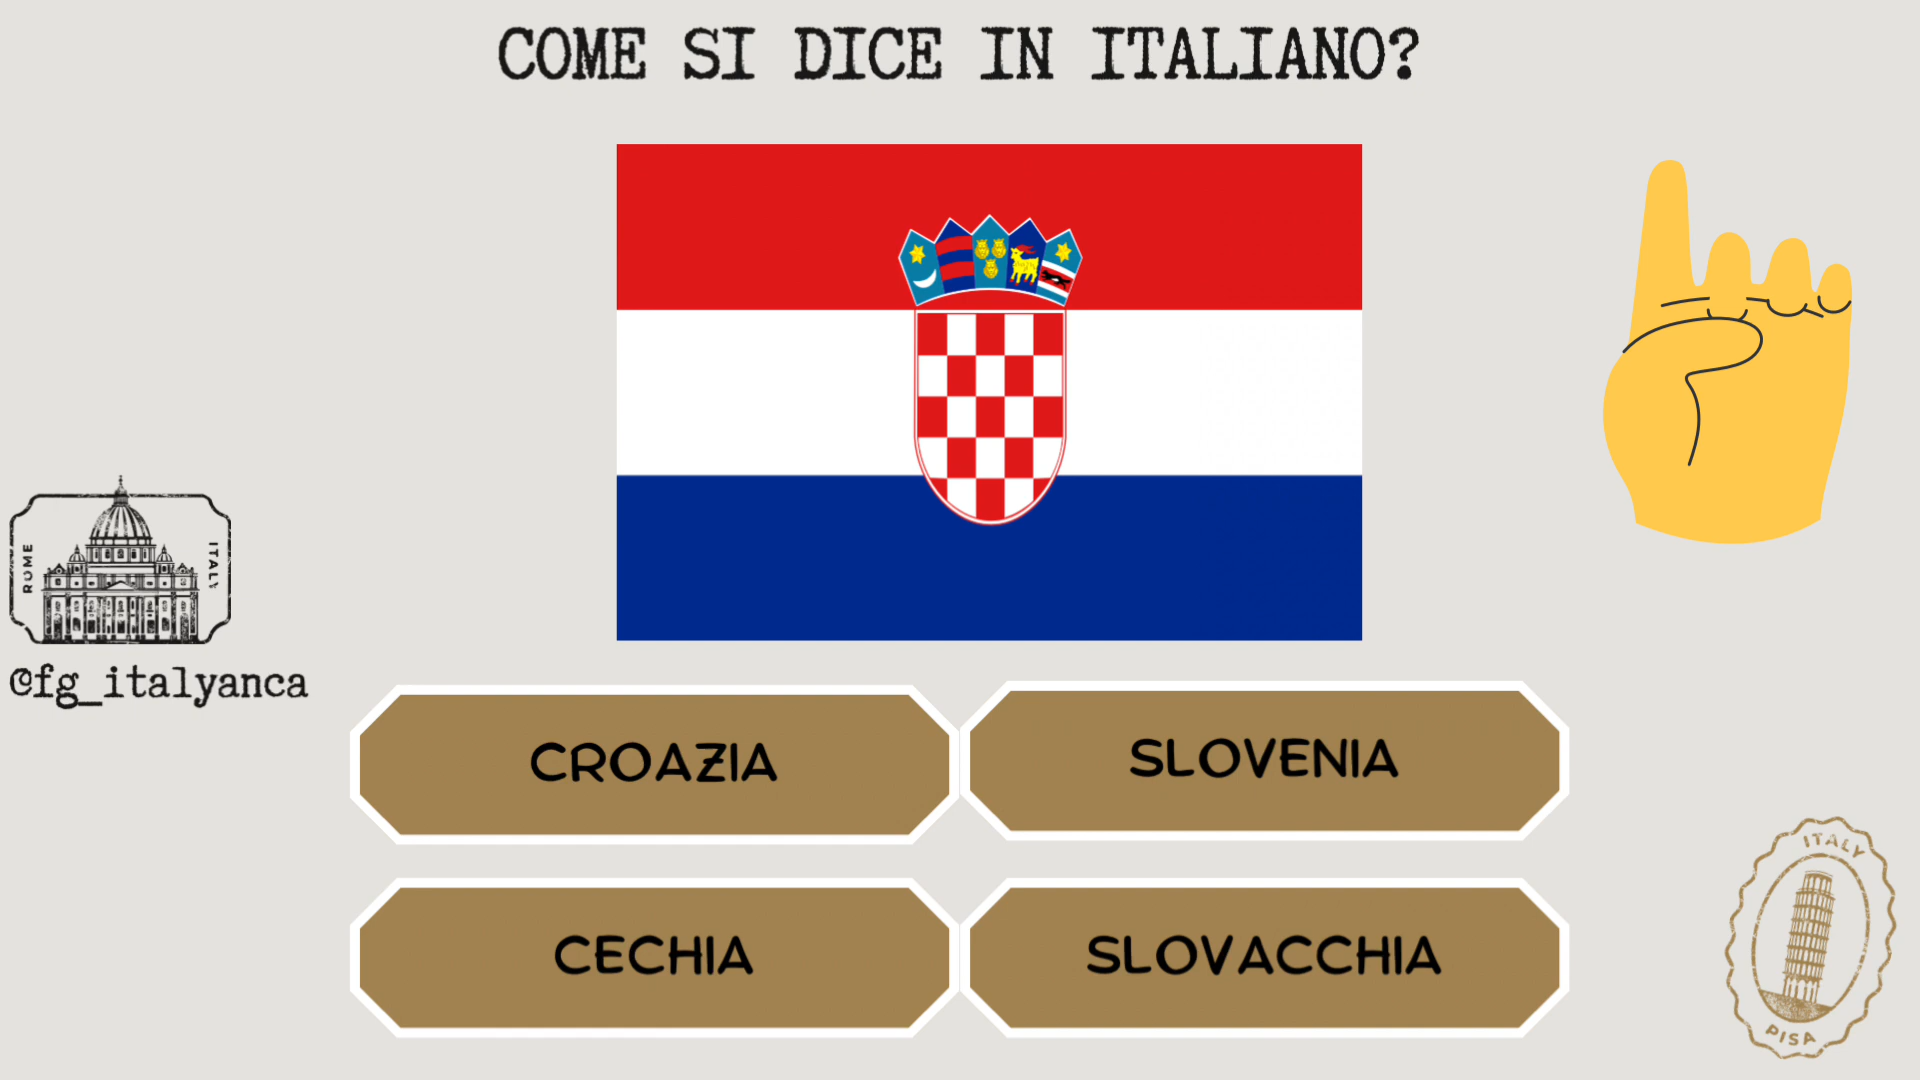 COME SI DICE IN ITALIANO?
ROME
ITALY
@fg_italyanca
CROAZIA
SLOVENIA
CECHIA
SLOVACCHIA
ITALY
PISA